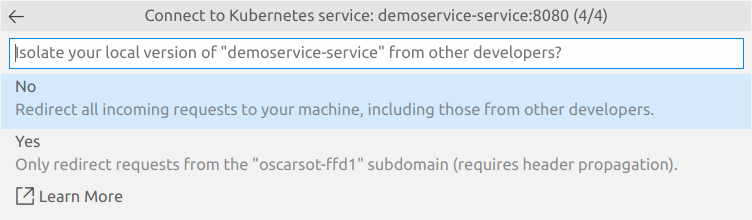 Connect to Kubernetes service: demoservice-service:8080 (4/4)
Isolate your local version of "demoservice-service" from other developers?
No
Redirect all incoming requests to your machine, including those from other developers.
Yes
Only redirect requests from the "oscarsot-ffd1" subdomain (requires header propagation).
Learn More